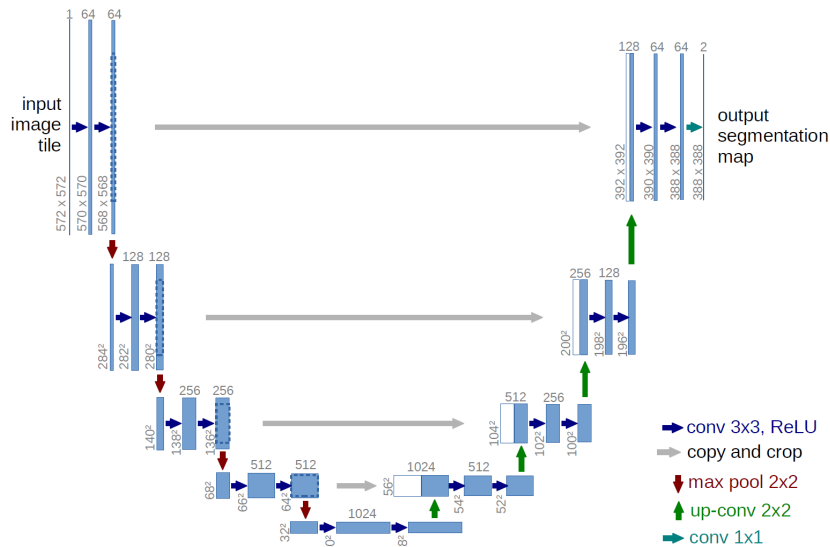 1 64 64
128 64 64 2
input
image
tile
output
segmentation
map
572 x 572
570 x 570
568 x 568
392 x 392
390 x 390
388 x 388
388 x 388
128 128
256 128
284²
282²
280²
200²
198²
196²
256 256
512 256
140²
138²
136²
104²
102²
100²
512 512
1024 512
68²
66²
64²
56²
54²
52²
1024
32²
0²
8²
conv 3x3, ReLU
copy and crop
max pool 2x2
up-conv 2x2
conv 1x1